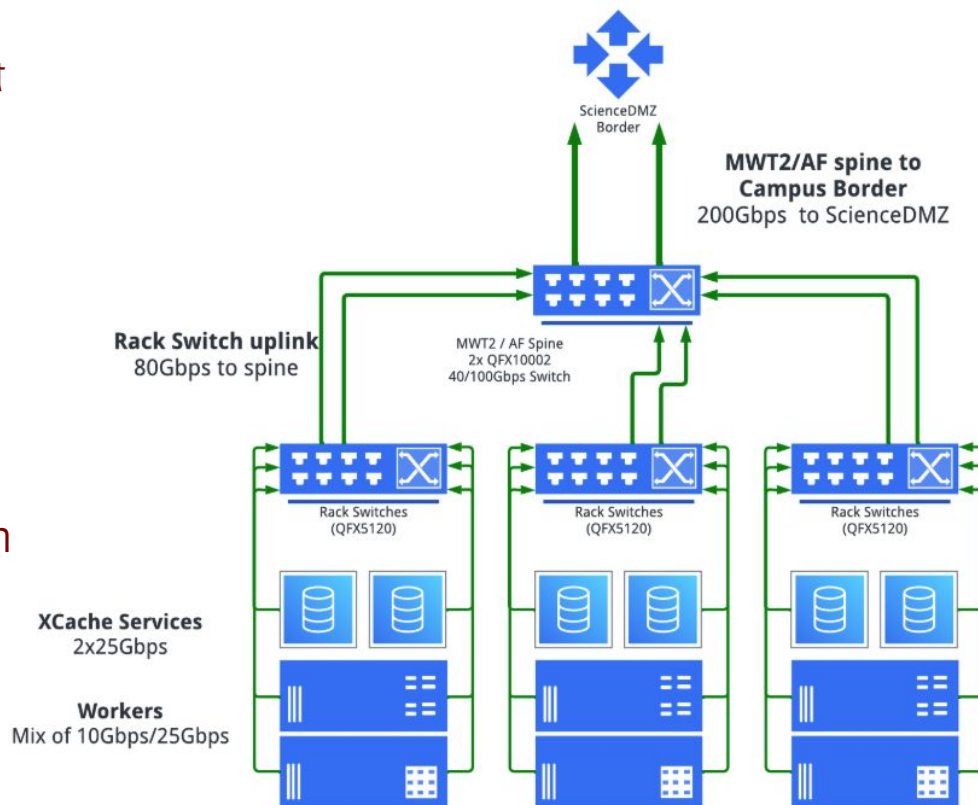 ScienceDMZ
Border
MWT2/AF spine to
Campus Border
200Gbps to ScienceDMZ
Rack Switch uplink
80Gbps to spine
MWT2 / AF Spine
2x QFX10002
40/100Gbps Switch
Rack Switches
(QFX5120)
Rack Switches
(QFX5120)
Rack Switches
(QFX5120)
XCache Services
2x25Gbps
Workers
Mix of 10Gbps/25Gbps